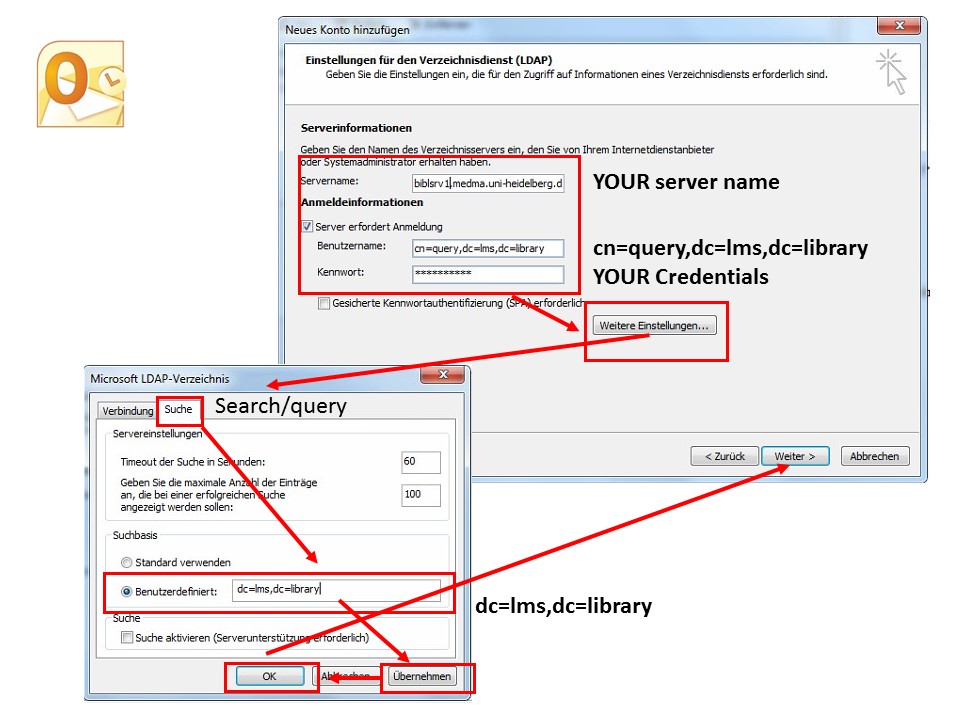 Neues Konto hinzufügen
Einstellungen für den Verzeichnisdienst (LDAP)
Geben Sie die Einstellungen ein, die für den Zugriff auf Informationen eines Verzeichnisdiensts erforderlich sind.
Serverinformationen
Geben Sie den Namen des Verzeichnisservers ein, den Sie von Ihrem Internetdienstanbieter
oder Systemadministrator erhalten haben.
Servername: biblsrv1.medma.uni-heidelberg.d
YOUR server name
Anmeldeinformationen
Server erfordert Anmeldung
Benutzername: cn=query,dc=lms,dc=library
cn=query,dc=lms,dc=library
Kennwort: **********
YOUR Credentials
Gesicherte Kennwortauthentifizierung (SPA) erforderlich
Weitere Einstellungen...
< Zurück Weiter > Abbrechen
Microsoft LDAP-Verzeichnis
Verbindung Suche
Search/query
Servereinstellungen
Timeout der Suche in Sekunden: 60
Geben Sie die maximale Anzahl der Einträge
an, die bei einer erfolgreichen Suche
angezeigt werden sollen: 100
Suchbasis
Standard verwenden
Benutzerdefiniert: dc=lms,dc=library
dc=lms,dc=library
Suche
Suche aktivieren (Serverunterstützung erforderlich)
OK Abbrechen Übernehmen